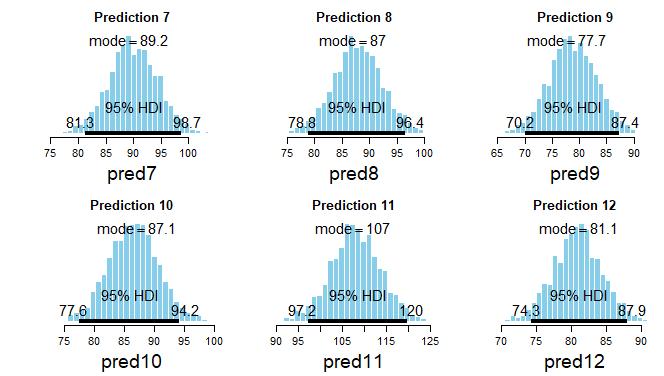 Prediction 7
mode = 89.2
95% HDI
81.3 98.7
75 80 85 90 95 100
pred7
Prediction 8
mode = 87
95% HDI
78.8 96.4
75 80 85 90 95 100
pred8
Prediction 9
mode = 77.7
95% HDI
70.2 87.4
65 70 75 80 85 90
pred9
Prediction 10
mode = 87.1
95% HDI
77.6 94.2
75 80 85 90 95 100
pred10
Prediction 11
mode = 107
95% HDI
97.2 120
90 95 105 115 125
pred11
Prediction 12
mode = 81.1
95% HDI
74.3 87.9
70 75 80 85 90
pred12